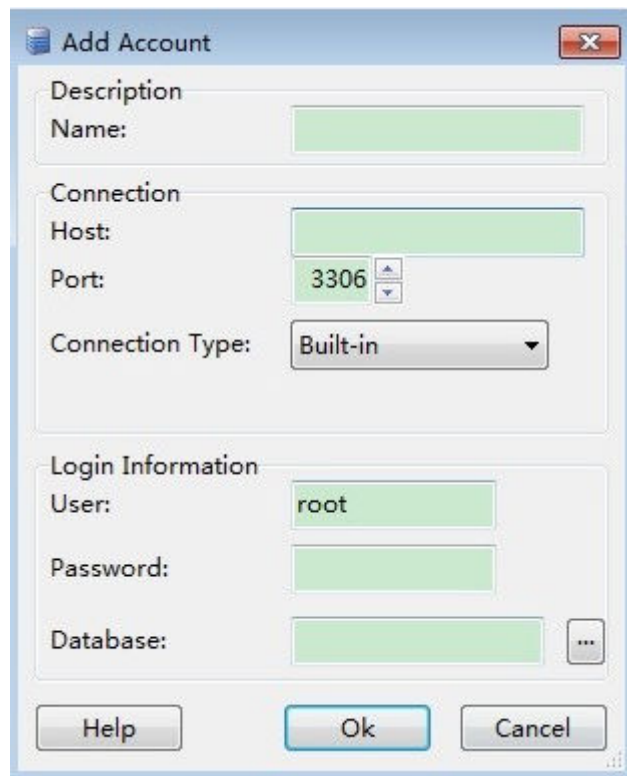 Add Account
Description
Name:
Connection
Host:
Port: 3306
Connection Type: Built-in
Login Information
User: root
Password:
Database: ...
Help Ok Cancel